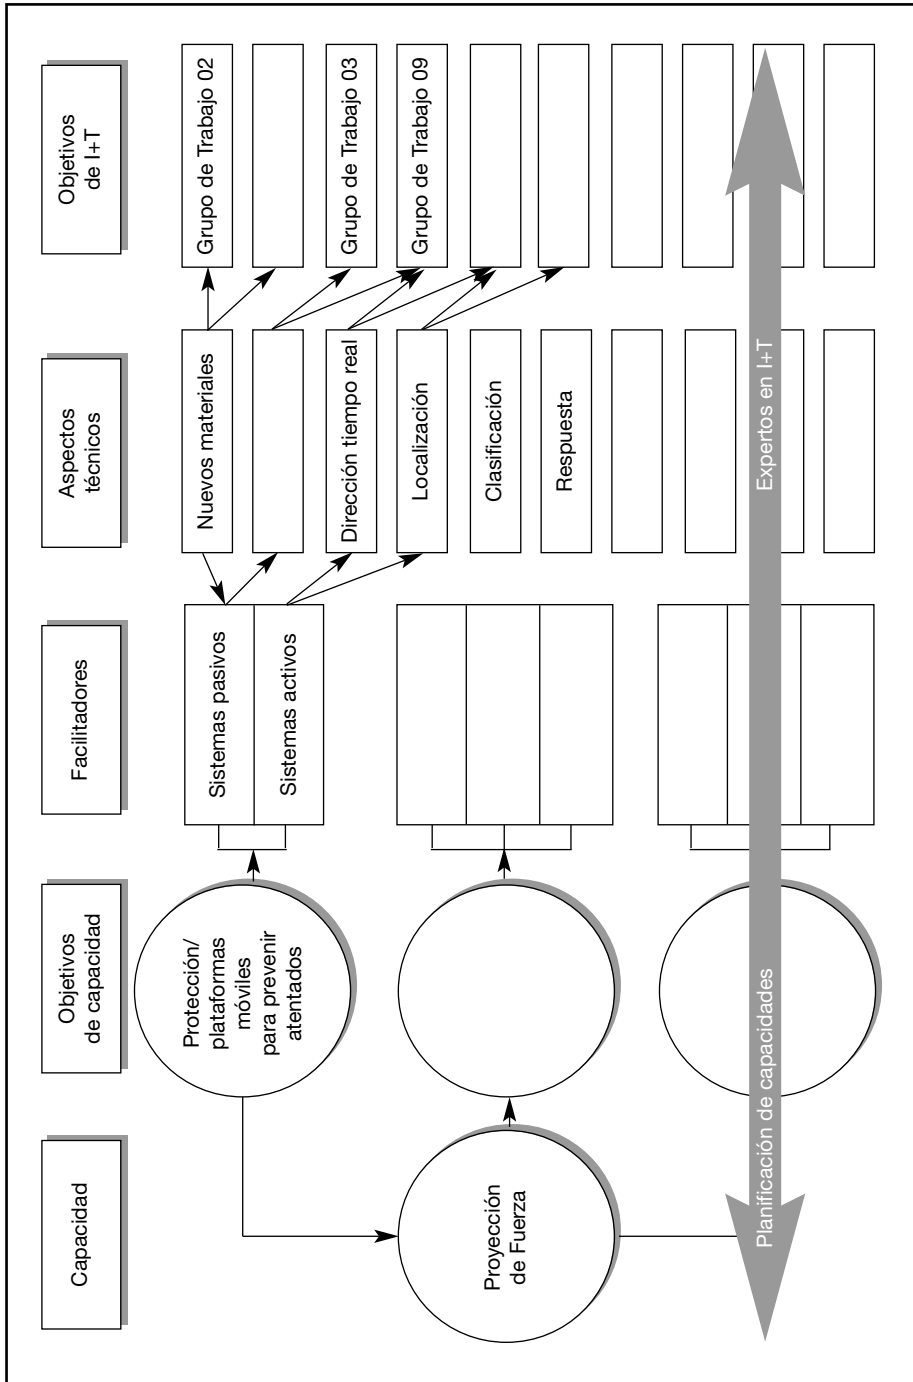 Capacidad
Objetivos
de capacidad
Facilitadores
Aspectos
técnicos
Objetivos
de I+T
Proyección
de Fuerza
Protección/
plataformas
móviles
para prevenir
atentados
Sistemas pasivos
Sistemas activos
Nuevos materiales
Dirección tiempo real
Localización
Clasificación
Respuesta
Grupo de Trabajo 02
Grupo de Trabajo 03
Grupo de Trabajo 09
Planificación de capacidades
Expertos en I+T